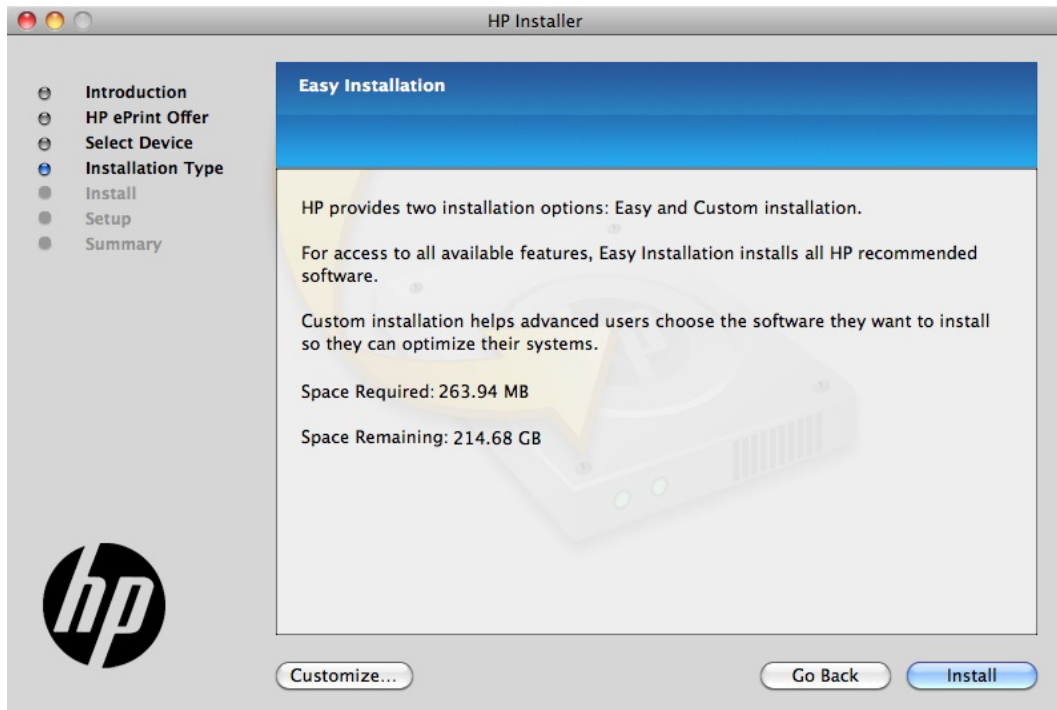 HP Installer
Introduction
HP ePrint Offer
Select Device
Installation Type
Install
Setup
Summary
Easy Installation
HP provides two installation options: Easy and Custom installation.
For access to all available features, Easy Installation installs all HP recommended
software.
Custom installation helps advanced users choose the software they want to install
so they can optimize their systems.
Space Required: 263.94 MB
Space Remaining: 214.68 GB
hp
Customize...
Go Back
Install